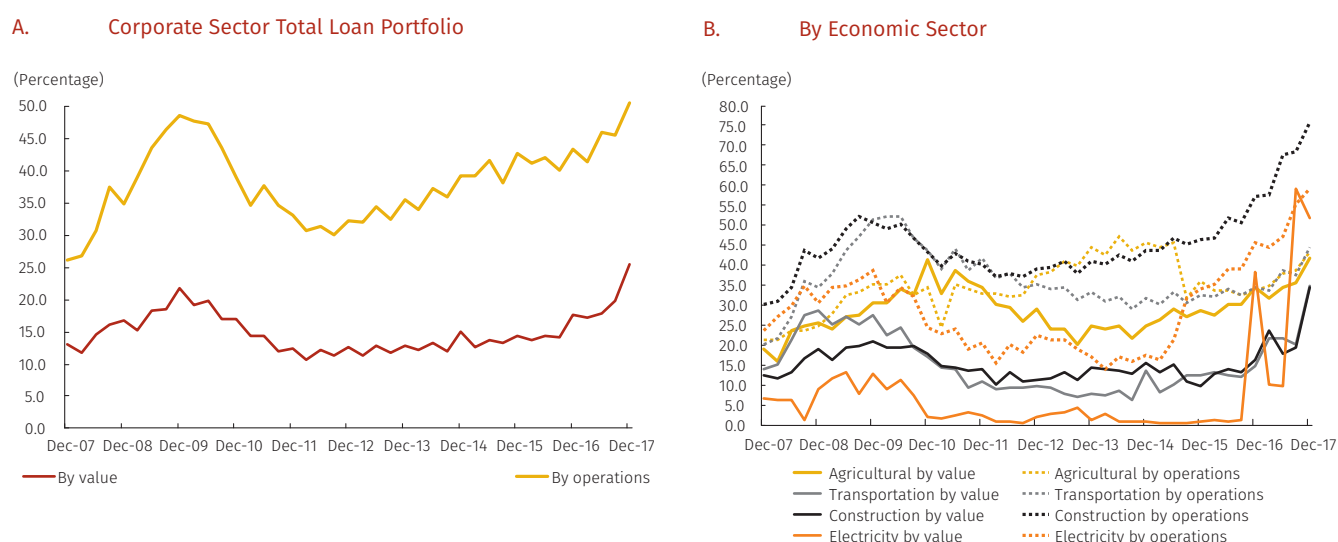 A. Corporate Sector Total Loan Portfolio
(Percentage)
50.0
45.0
40.0
35.0
30.0
25.0
20.0
15.0
10.0
5.0
0.0
Dec-07 Dec-08 Dec-09 Dec-10 Dec-11 Dec-12 Dec-13 Dec-14 Dec-15 Dec-16 Dec-17
By value By operations
B. By Economic Sector
(Percentage)
80.0
75.0
70.0
65.0
60.0
55.0
50.0
45.0
40.0
35.0
30.0
25.0
20.0
15.0
10.0
5.0
0.0
Dec-07 Dec-08 Dec-09 Dec-10 Dec-11 Dec-12 Dec-13 Dec-14 Dec-15 Dec-16 Dec-17
Agricultural by value Agricultural by operations
Transportation by value Transportation by operations
Construction by value Construction by operations
Electricity by value Electricity by operations